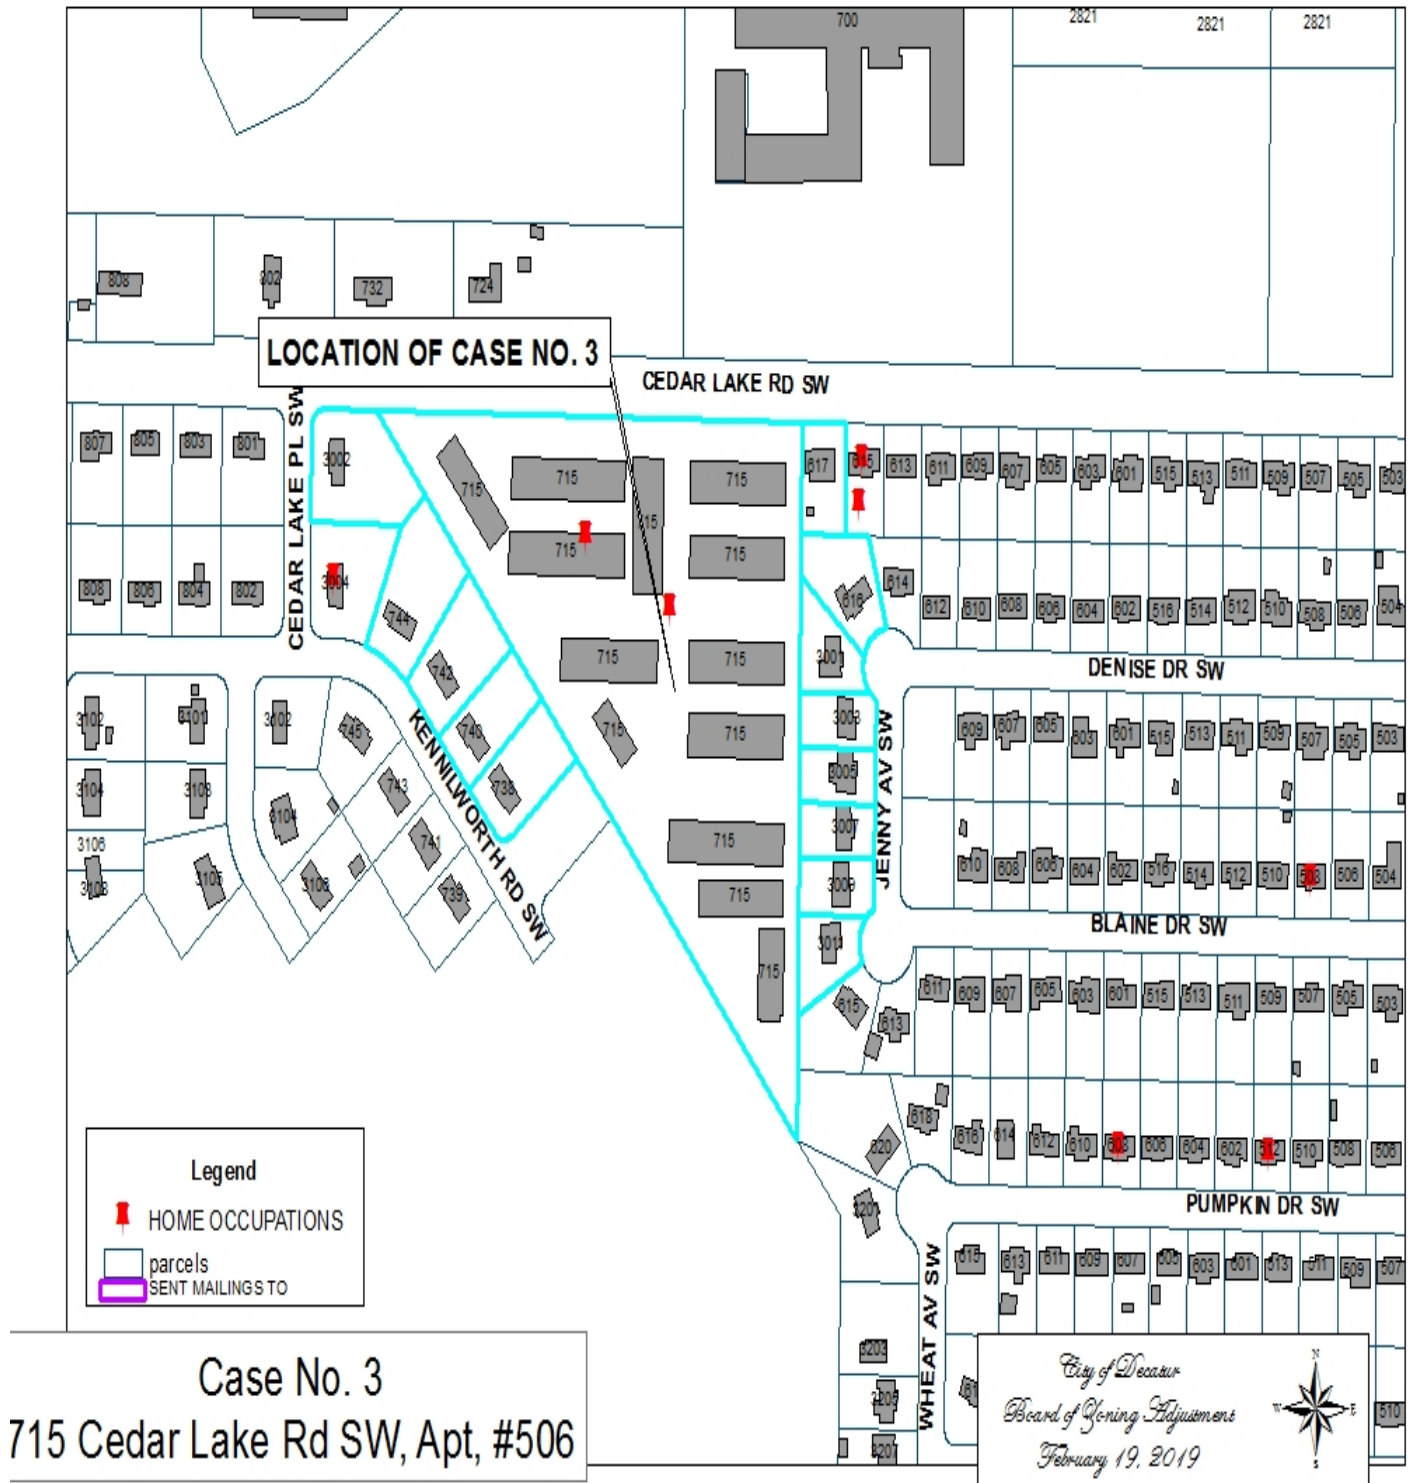 700
2821
2821
2821
808
802
732
724
LOCATION OF CASE NO. 3
CEDAR LAKE RD SW
CEDAR LAKE PL SW
807 805 803 801
3002
715 715 715 715
617 615 613 611 609 607 605 603 601 515 513 511 509 507 505 503
715 715
3004
808 806 804 802
744
616 614 612 610 608 606 604 602 516 514 512 510 508 506 504
742
715 715
3001
DENISE DR SW
3102 3101 3102 745
KENNILWORTH RD SW
740
715 715
3003
JENNY AV SW
609 607 605 603 601 515 513 511 509 507 505 503
3104 3103 743 738
3005
3104
3007
3106
741
715
3108 3105 3106 739
715
3009
610 608 606 604 602 516 514 512 510 508 506 504
BLAINE DR SW
3011
715
615 613 611 609 607 605 603 601 515 513 511 509 507 505 503
620 618 616 614 612 610 608 606 604 602 512 510 508 506
3201
PUMPKIN DR SW
WHEAT AV SW
615 613 611 609 607 605 603 601 513 511 509 507
3203
3205
510
Legend
HOME OCCUPATIONS
parcels
SENT MAILINGS TO
Case No. 3
715 Cedar Lake Rd SW, Apt, #506
City of Decatur
Board of Zoning Adjustment
February 19, 2019
N
W E
S